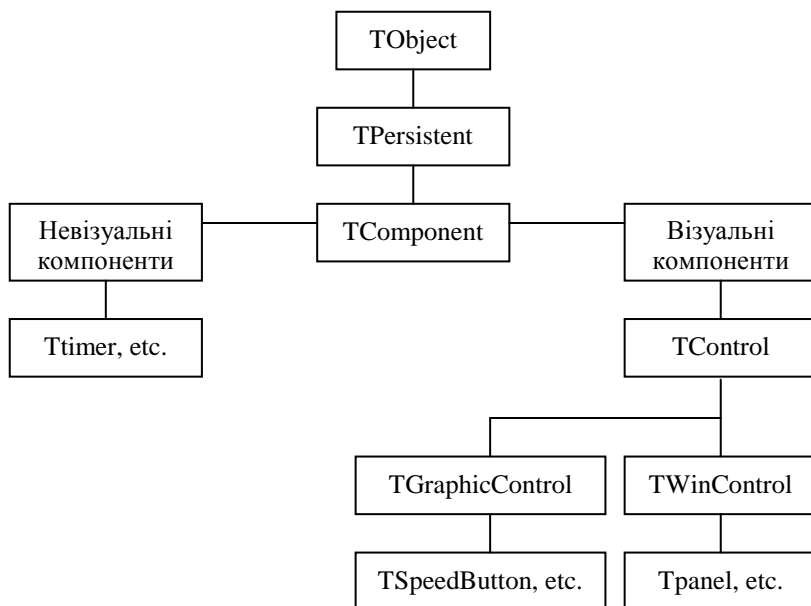 TObject
TPersistent
Невізуальні
компоненти
TComponent
Візуальні
компоненти
Ttimer, etc.
TControl
TGraphicControl
TWinControl
TSpeedButton, etc.
Tpanel, etc.